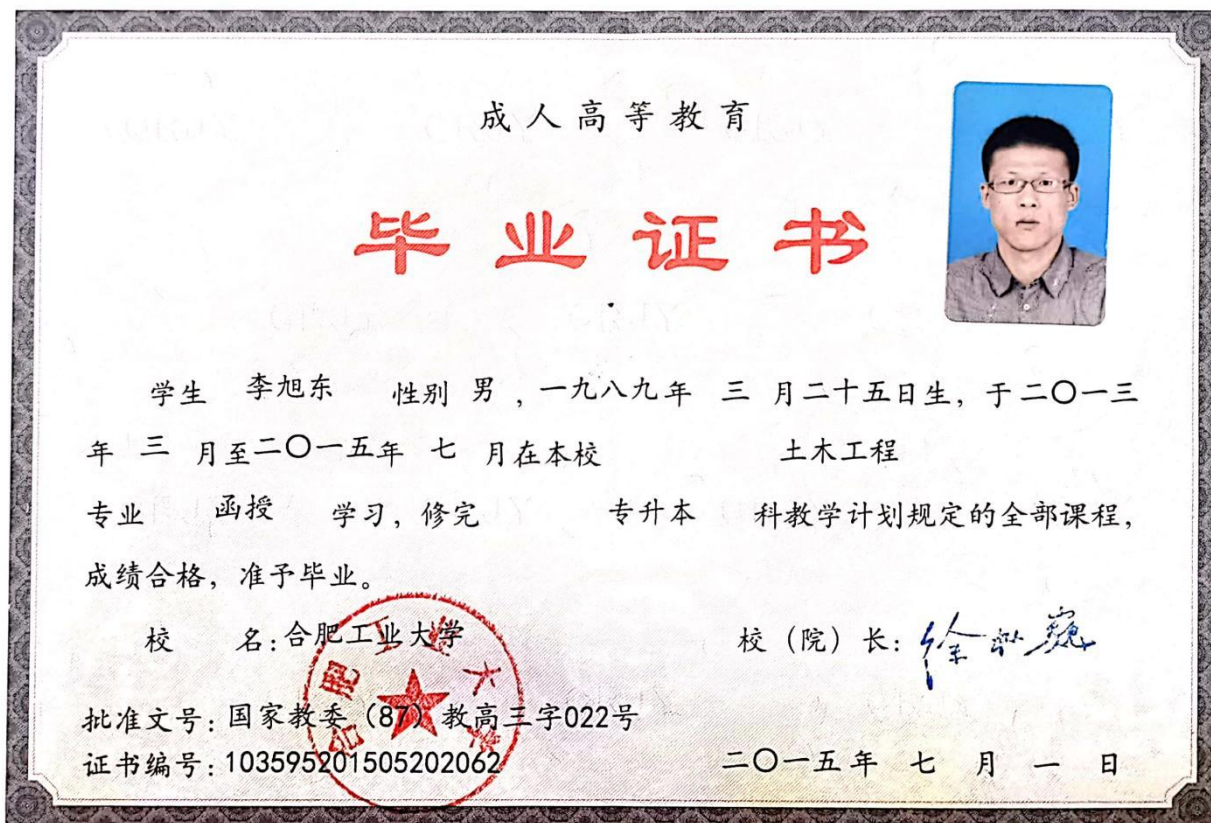 成人高等教育
毕业证书
学生 李旭东 性别 男 ，一九八九年 三 月二十五日生，于二〇一三
年 三 月至二〇一五年 七 月在本校 土木工程
专业 函授 学习，修完 专升本 科教学计划规定的全部课程，
成绩合格，准予毕业。
校 名：合肥工业大学 校（院）长：
合肥工业大学
批准文号：国家教委（87）教高三字022号
证书编号：103595201505202062 二〇一五年 七 月 一 日